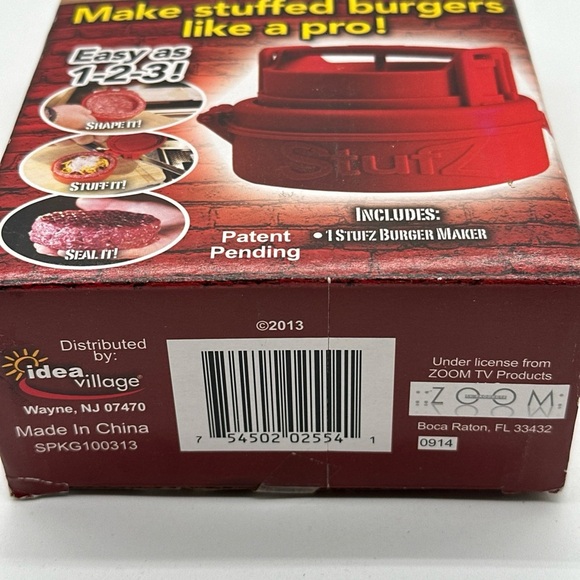 Make stuffed burgers
like a pro!
Easy as
1-2-3!
SHAPE IT!
STUFF IT!
SEAL IT!
StufZ
Patent
Pending
INCLUDES:
• 1 STUFZ BURGER MAKER
©2013
Distributed
by:
idea
village®
Wayne, NJ 07470
Made In China
SPKG100313
7 54502 02554 1
Under license from
ZOOM TV Products
ZOOM
Boca Raton, FL 33432
0914